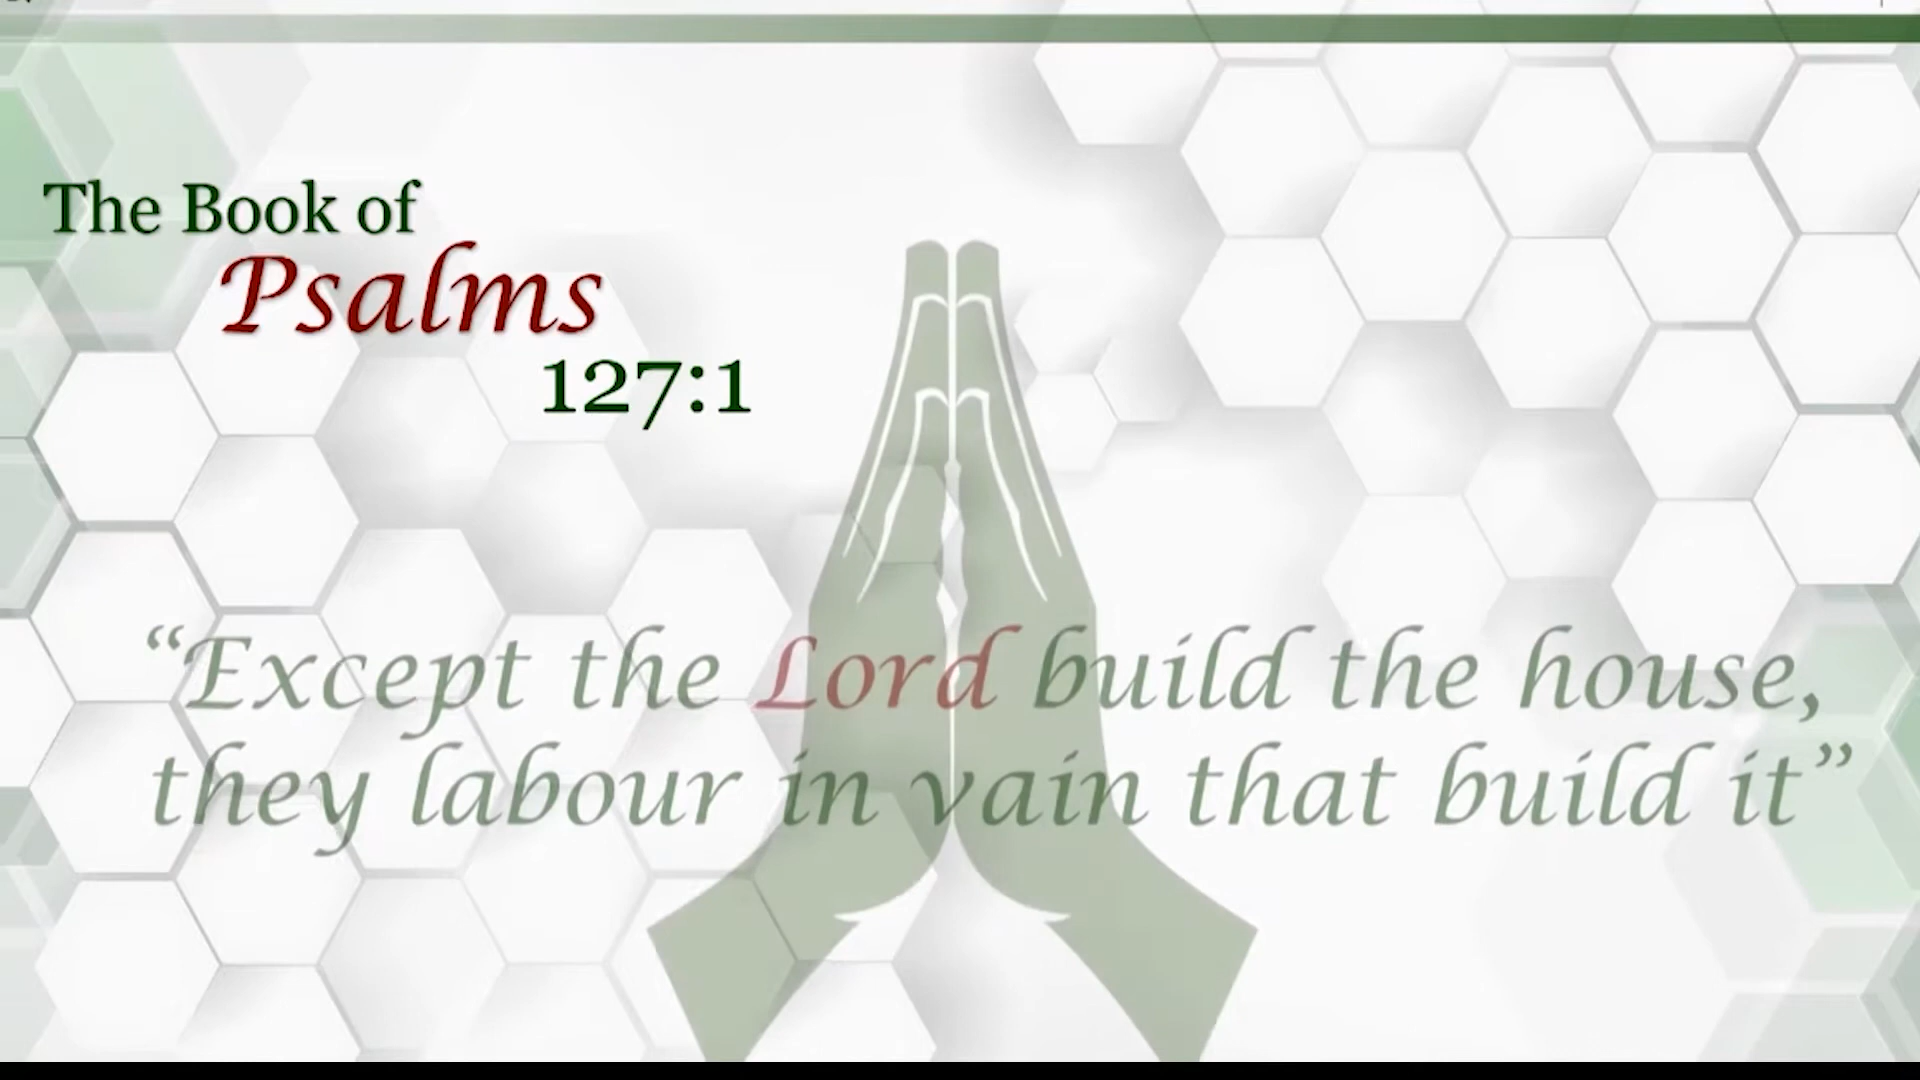 The Book of
Psalms
127:1
“Except the Lord build the house,
they labour in vain that build it”